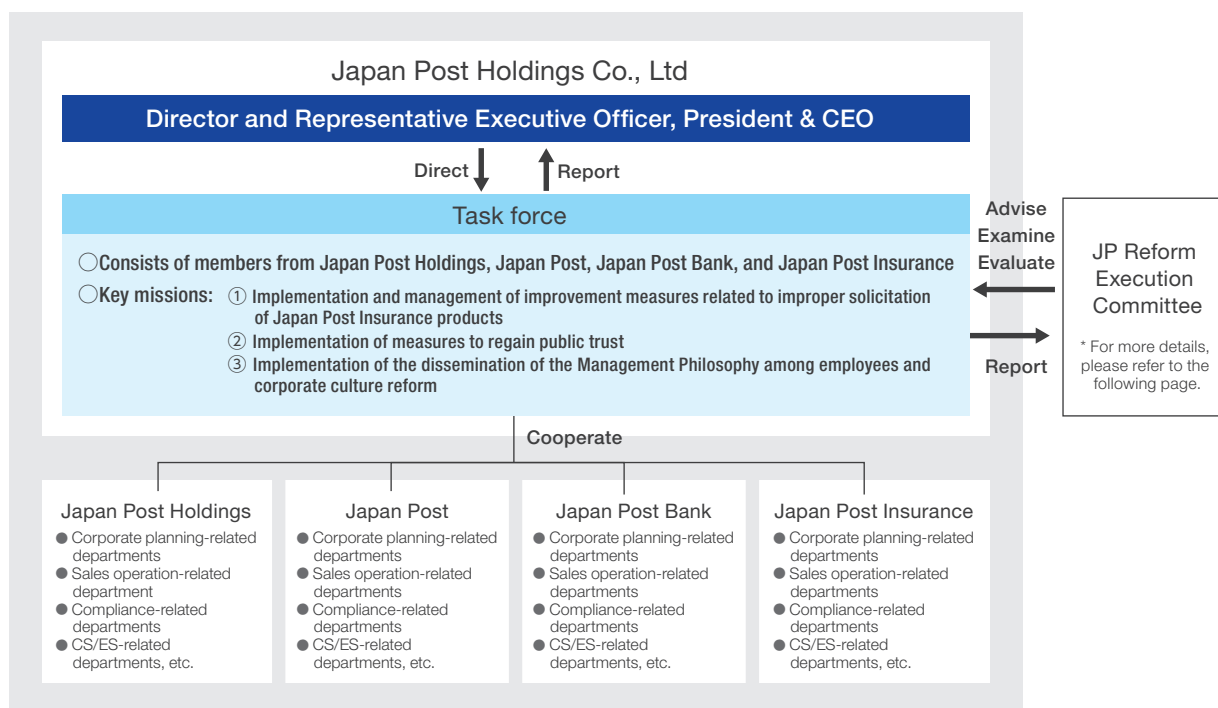 Japan Post Holdings Co., Ltd
Director and Representative Executive Officer, President & CEO
Direct
Report
Task force
○Consists of members from Japan Post Holdings, Japan Post, Japan Post Bank, and Japan Post Insurance
○Key missions: ① Implementation and management of improvement measures related to improper solicitation
of Japan Post Insurance products
② Implementation of measures to regain public trust
③ Implementation of the dissemination of the Management Philosophy among employees and
corporate culture reform
Advise
Examine
Evaluate
Report
JP Reform
Execution
Committee
* For more details,
please refer to the
following page.
Cooperate
Japan Post Holdings
● Corporate planning-related
departments
● Sales operation-related
department
● Compliance-related
departments
● CS/ES-related
departments, etc.
Japan Post
● Corporate planning-related
departments
● Sales operation-related
departments
● Compliance-related
departments
● CS/ES-related
departments, etc.
Japan Post Bank
● Corporate planning-related
departments
● Sales operation-related
departments
● Compliance-related
departments
● CS/ES-related
departments, etc.
Japan Post Insurance
● Corporate planning-related
departments
● Sales operation-related
departments
● Compliance-related
departments
● CS/ES-related
departments, etc.